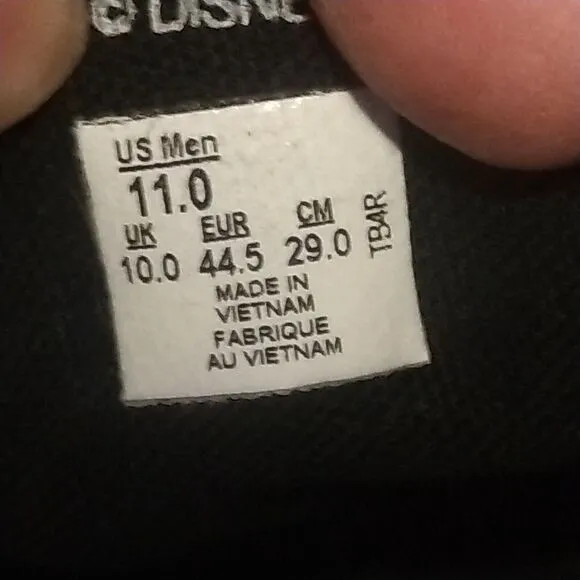 © DISNE
US Men
11.0
UK EUR CM
10.0 44.5 29.0
TB4R
MADE IN
VIETNAM
FABRIQUE
AU VIETNAM